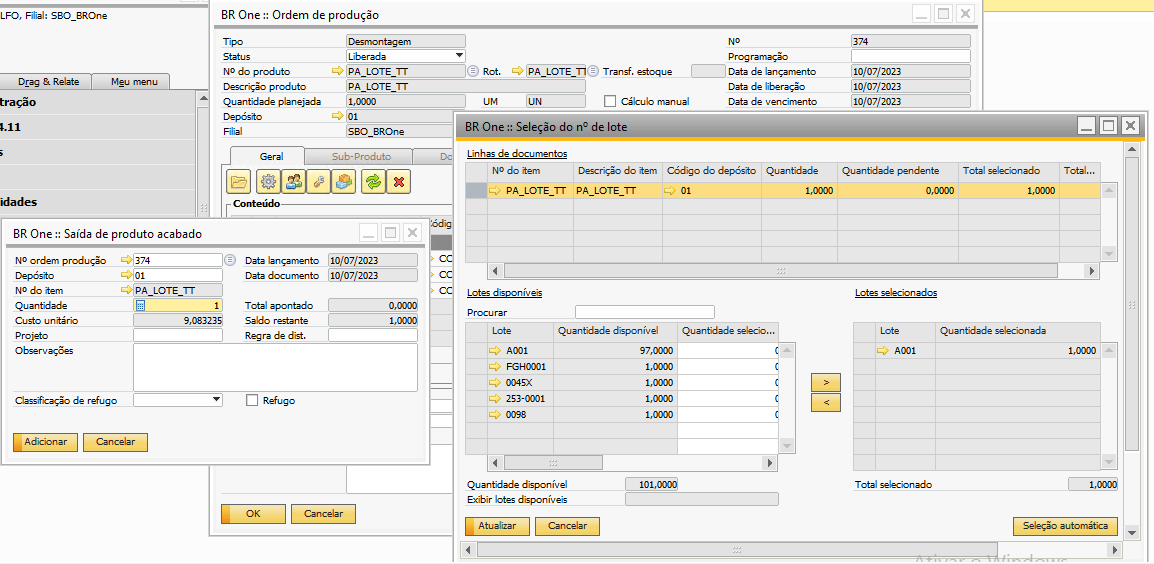 LFO, Filial: SBO_BROne
Drag & Relate
Meu menu
tração
4.11
s
idades
BR One :: Ordem de produção
Tipo Desmontagem
Status Liberada
Nº do produto PA_LOTE_TT Rot. PA_LOTE_TT Transf. estoque
Descrição produto PA_LOTE_TT
Quantidade planejada 1,0000 UM UN Cálculo manual
Depósito 01
Filial SBO_BROne
Nº 374
Programação
Data de lançamento 10/07/2023
Data de liberação 10/07/2023
Data de vencimento 10/07/2023
Geral Sub-Produto Do
Conteúdo
ódig
CO
CO
CO
OK Cancelar
BR One :: Saída de produto acabado
Nº ordem produção 374 Data lançamento 10/07/2023
Depósito 01 Data documento 10/07/2023
Nº do item PA_LOTE_TT
Quantidade 1 Total apontado 0,0000
Custo unitário 9,083235 Saldo restante 1,0000
Projeto Regra de dist.
Observações
Classificação de refugo Refugo
Adicionar Cancelar
BR One :: Seleção do nº de lote
Linhas de documentos
Nº do item Descrição do item Código do depósito Quantidade Quantidade pendente Total selecionado Total...
PA_LOTE_TT PA_LOTE_TT 01 1,0000 0,0000 1,0000
Lotes disponíveis
Procurar
Lote Quantidade disponível Quantidade selecio...
A001 97,0000 0
FGH0001 1,0000 0
0045X 1,0000 0
253-0001 1,0000 0
0098 1,0000 0
Quantidade disponível 101,0000
Exibir lotes disponíveis
Atualizar Cancelar
>
<
Lotes selecionados
Lote Quantidade selecionada
A001 1,0000
Total selecionado 1,0000
Seleção automática
Ativar o Windows